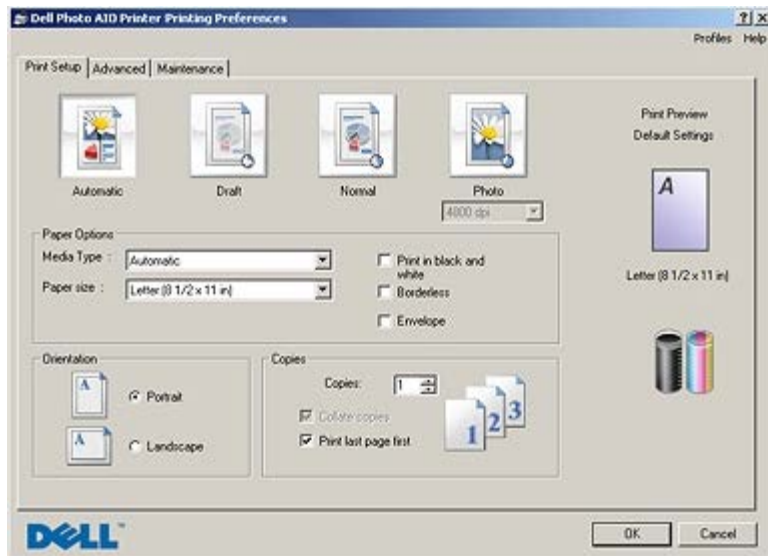 Dell Photo AIO Printer Printing Preferences
Profiles Help
Print Setup Advanced Maintenance
Automatic
Draft
Normal
Photo
4800 dpi
Print Preview
Default Settings
A
Letter (8 1/2 x 11 in)
Paper Options
Media Type :
Automatic
Paper size :
Letter (8 1/2 x 11 in)
Print in black and
white
Borderless
Envelope
Orientation
A
Portrait
A
Landscape
Copies
Copies:
1
Collate copies
Print last page first
1 2 3
DELL™
OK
Cancel